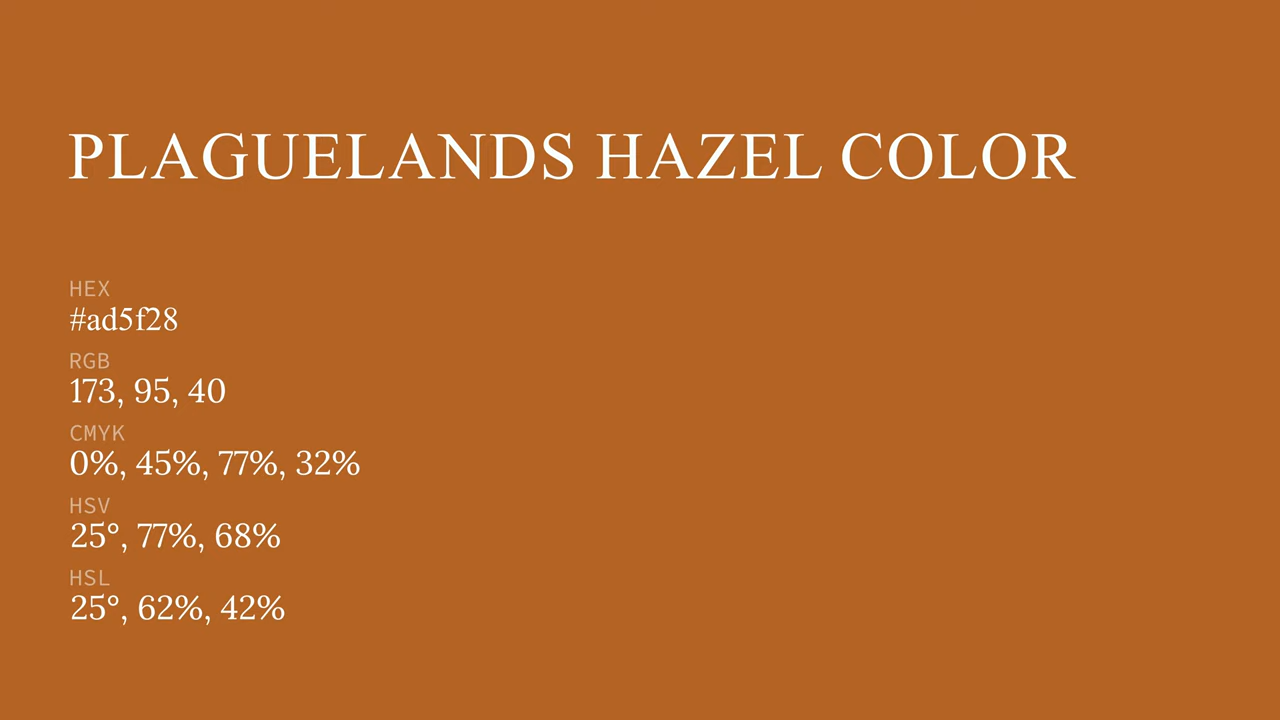 PLAGUELANDS HAZEL COLOR
HEX
#ad5f28
RGB
173, 95, 40
CMYK
0%, 45%, 77%, 32%
HSV
25°, 77%, 68%
HSL
25°, 62%, 42%